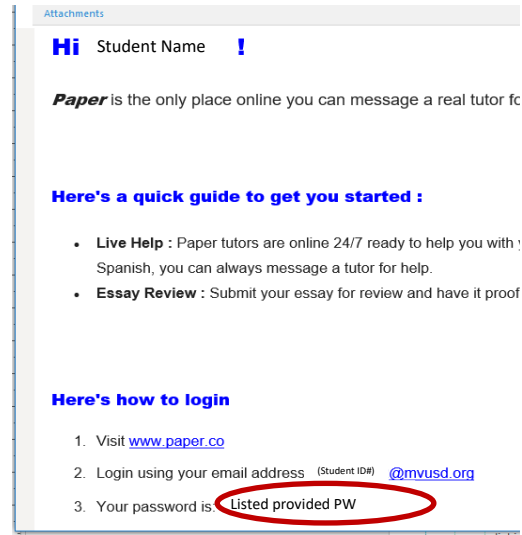 Attachments
Hi Student Name !
Paper is the only place online you can message a real tutor
Here's a quick guide to get you started :
• Live Help : Paper tutors are online 24/7 ready to help you with
Spanish, you can always message a tutor for help.
• Essay Review : Submit your essay for review and have it
Here's how to login
1. Visit www.paper.co
2. Login using your email address (Student ID#) @mvusd.org
3. Your password is: Listed provided PW